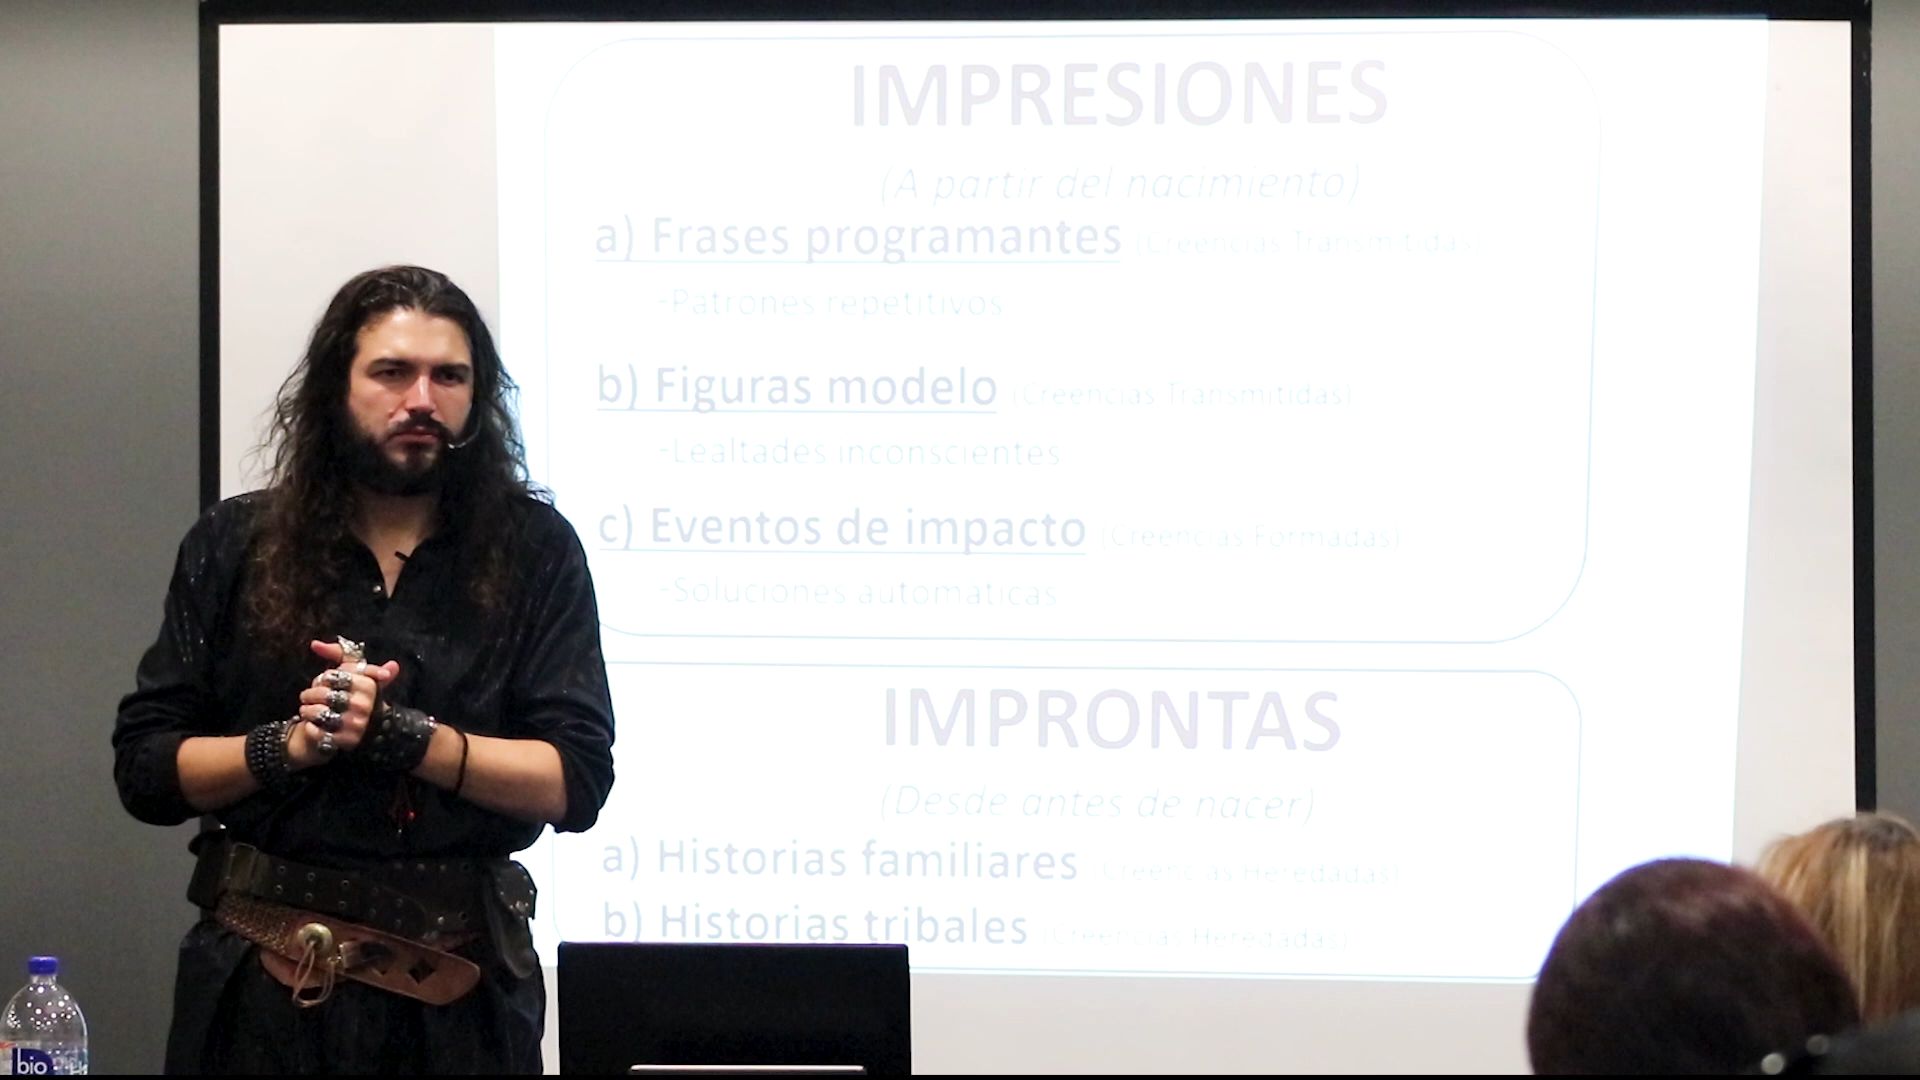 IMPRESIONES
(A partir del nacimiento)
a) Frases programantes (Creencias Transmitidas)
-Patrones repetitivos
b) Figuras modelo (Creencias Transmitidas)
-Lealtades inconscientes
c) Eventos de impacto (Creencias Formadas)
-Soluciones automaticas
IMPRONTAS
(Desde antes de nacer)
a) Historias familiares (Creencias Heredadas)
b) Historias tribales (Creencias Heredadas)
bio